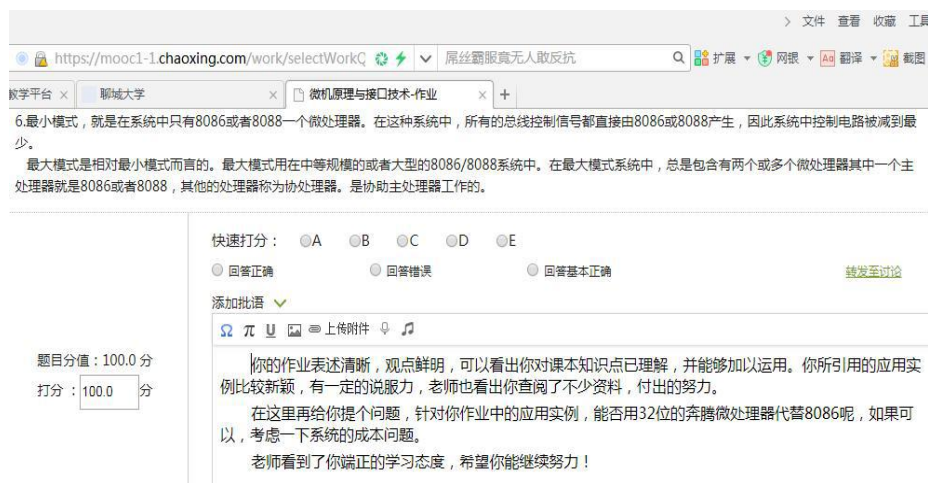 > 文件 查看 收藏 工具
https://mooc1-1.chaoxing.com/work/selectWorkQ 屌丝霸服竟无人敢反抗 扩展 网银 翻译 截图
教学平台 × 聊城大学 × 微机原理与接口技术-作业 × +
6.最小模式，就是在系统中只有8086或者8088一个微处理器。在这种系统中，所有的总线控制信号都直接由8086或8088产生，因此系统中控制电路被减到最
少。
最大模式是相对最小模式而言的。最大模式用在中等规模的或者大型的8086/8088系统中。在最大模式系统中，总是包含有两个或多个微处理器其中一个主
处理器就是8086或者8088，其他的处理器称为协处理器。是协助主处理器工作的。
快速打分： A B C D E
回答正确 回答错误 回答基本正确 转发至讨论
添加批语
Ω π U 上传附件
题目分值：100.0 分
打分：100.0 分
你的作业表述清晰，观点鲜明，可以看出你对课本知识点已理解，并能够加以运用。你所引用的应用实
例比较新颖，有一定的说服力，老师也看出你查阅了不少资料，付出的努力。
在这里再给你提个问题，针对你作业中的应用实例，能否用32位的奔腾微处理器代替8086呢，如果可
以，考虑一下系统的成本问题。
老师看到了你端正的学习态度，希望你能继续努力！